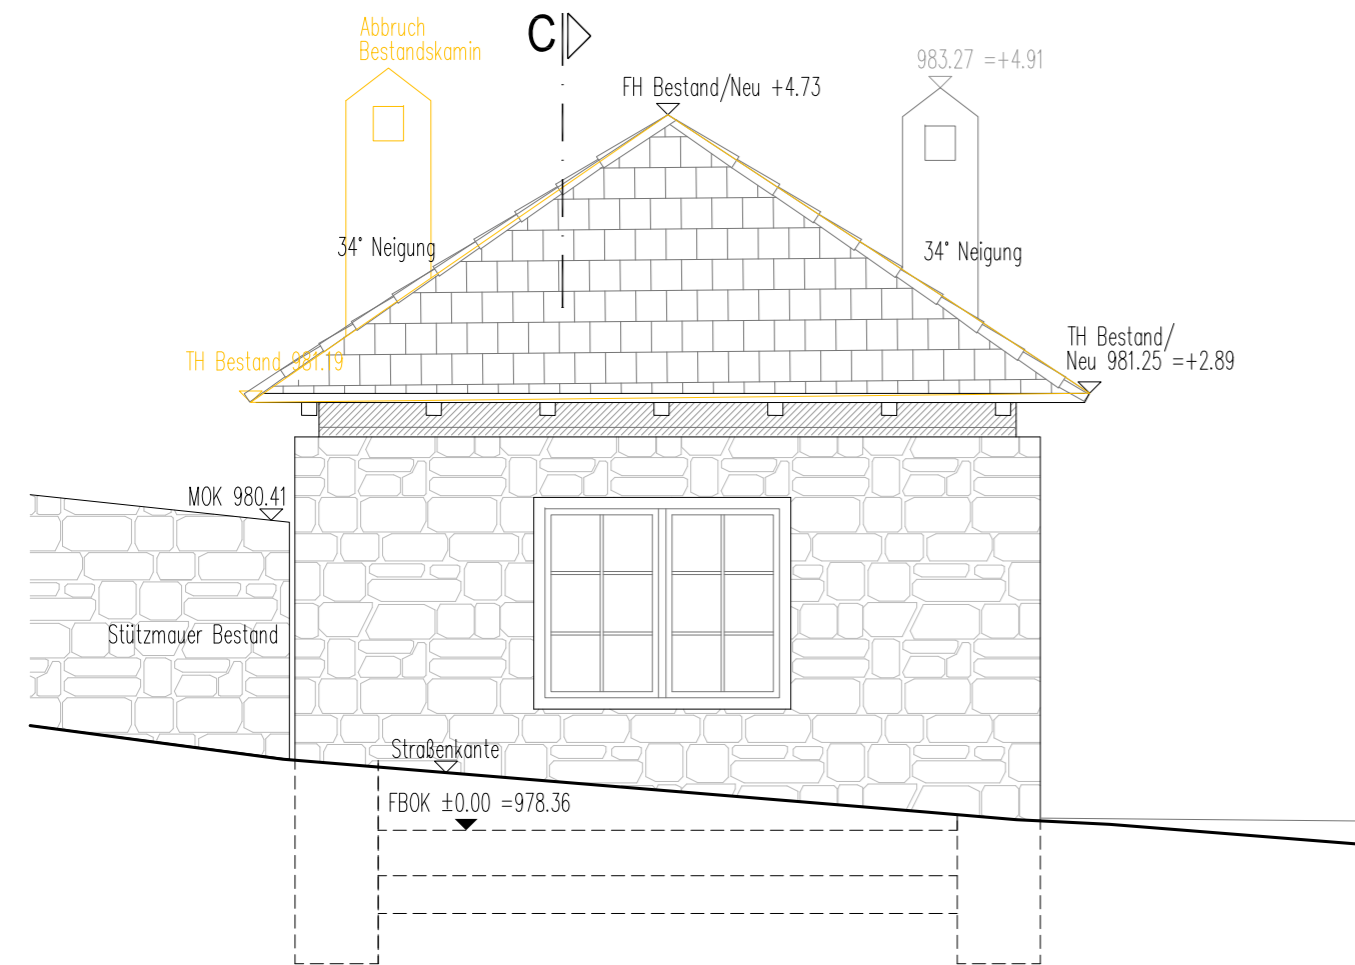 Abbruch
Bestandskamin
C
983.27 =+4.91
FH Bestand/Neu +4.73
34° Neigung
34° Neigung
TH Bestand 981.19
TH Bestand/
Neu 981.25 =+2.89
MOK 980.41
Stützmauer Bestand
Straßenkante
FBOK ±0.00 =978.36